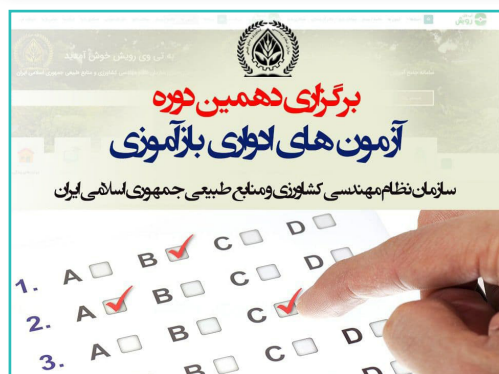 برگزاری دهمین دوره
آزمون های ادواری بازآموزی
سازمان نظام مهندسی کشاورزی و منابع طبیعی جمهوری اسلامی ایران
1. A B C D
2. A B C D
3. A B C D
B C D